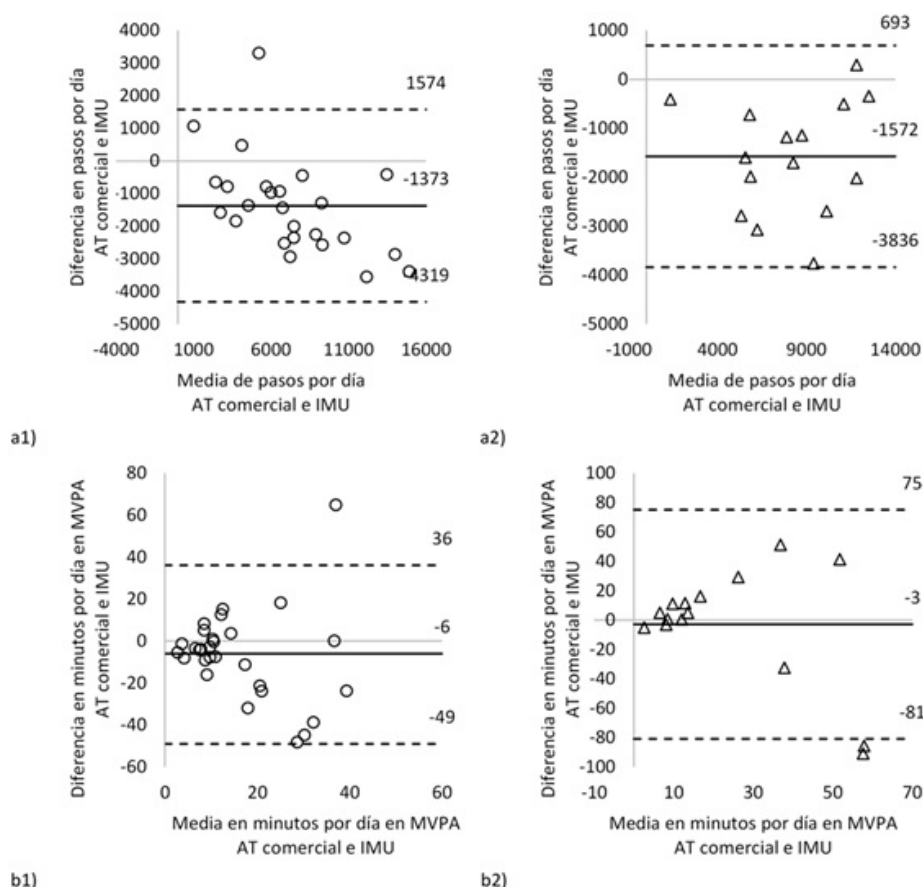 Diferencia en pasos por día
AT comercial e IMU
4000
3000
2000
1000
0
-1000
-2000
-3000
-4000
-5000
1574
-1373
-4319
-4000 1000 6000 11000 16000
Media de pasos por día
AT comercial e IMU
a1)
Diferencia en pasos por día
AT comercial e IMU
1000
0
-1000
-2000
-3000
-4000
-5000
693
-1572
-3836
-1000 4000 9000 14000
Media de pasos por día
AT comercial e IMU
a2)
Diferencia en minutos por día en MVPA
AT comercial e IMU
80
60
40
20
0
-20
-40
-60
36
-6
-49
0 20 40 60
Media en minutos por día en MVPA
AT comercial e IMU
b1)
Diferencia en minutos por día en MVPA
AT comercial e IMU
100
80
60
40
20
0
-20
-40
-60
-80
-100
75
-3
-81
-10 10 30 50 70
Media en minutos por día en MVPA
AT comercial e IMU
b2)